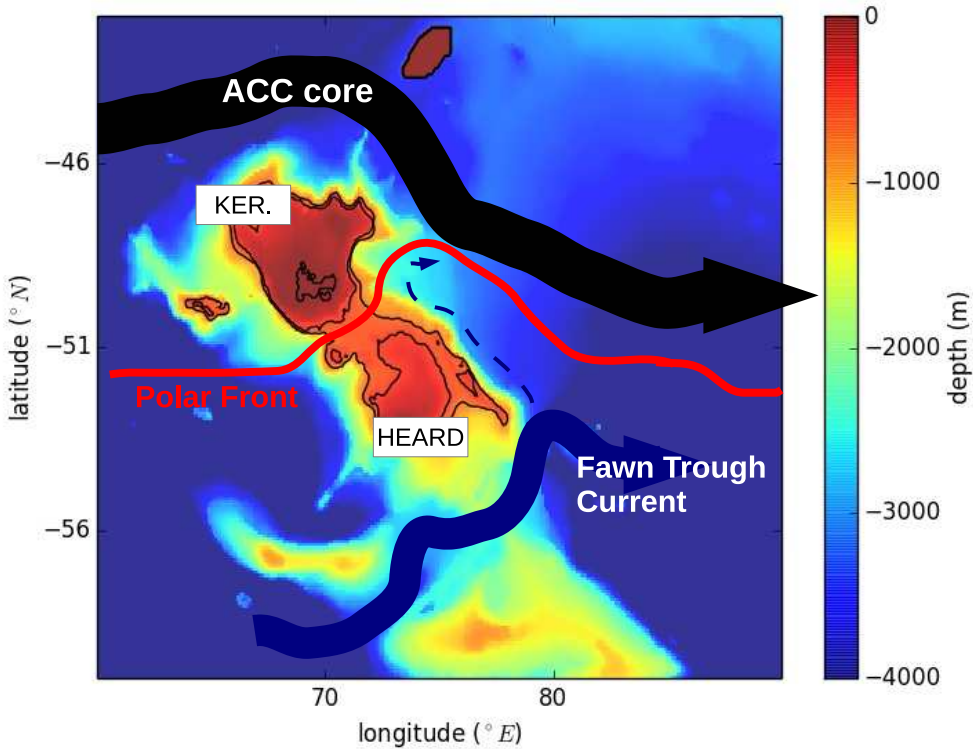 ACC core
KER.
Polar Front
HEARD
Fawn Trough
Current
−46
−51
−56
latitude (°N)
70
80
longitude (°E)
0
−1000
−2000
−3000
−4000
depth (m)